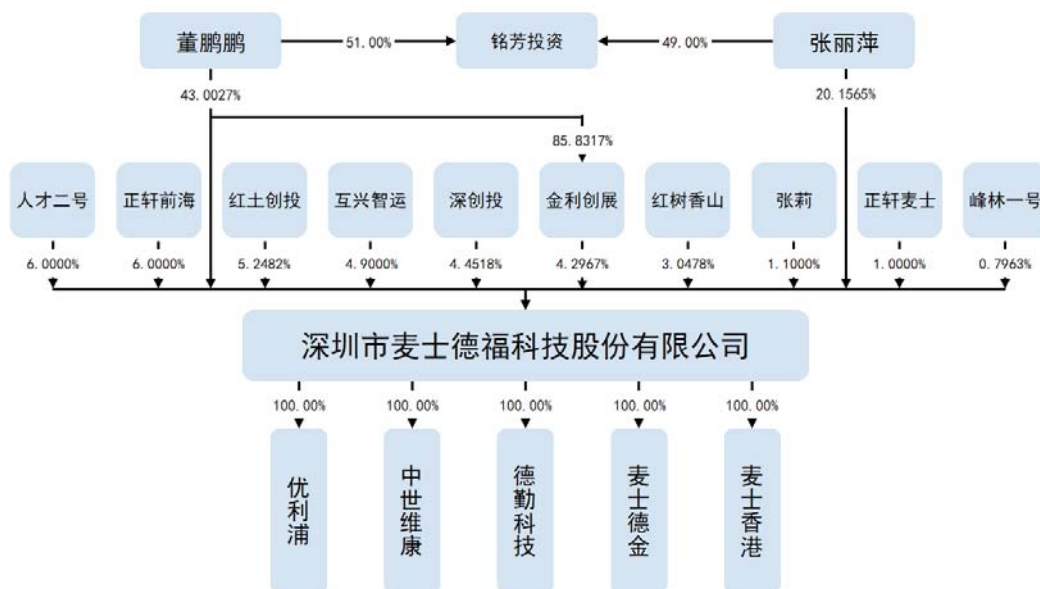 董鹏鹏
51.00%
铭芳投资
49.00%
张丽萍
43.0027%
20.1565%
85.8317%
人才二号
正轩前海
红土创投
互兴智运
深创投
金利创展
红树香山
张莉
正轩麦士
峰林一号
6.0000%
6.0000%
5.2482%
4.9000%
4.4518%
4.2967%
3.0478%
1.1000%
1.0000%
0.7963%
深圳市麦士德福科技股份有限公司
100.00%
100.00%
100.00%
100.00%
100.00%
优利浦
中世维康
德勤科技
麦士德金
麦士香港